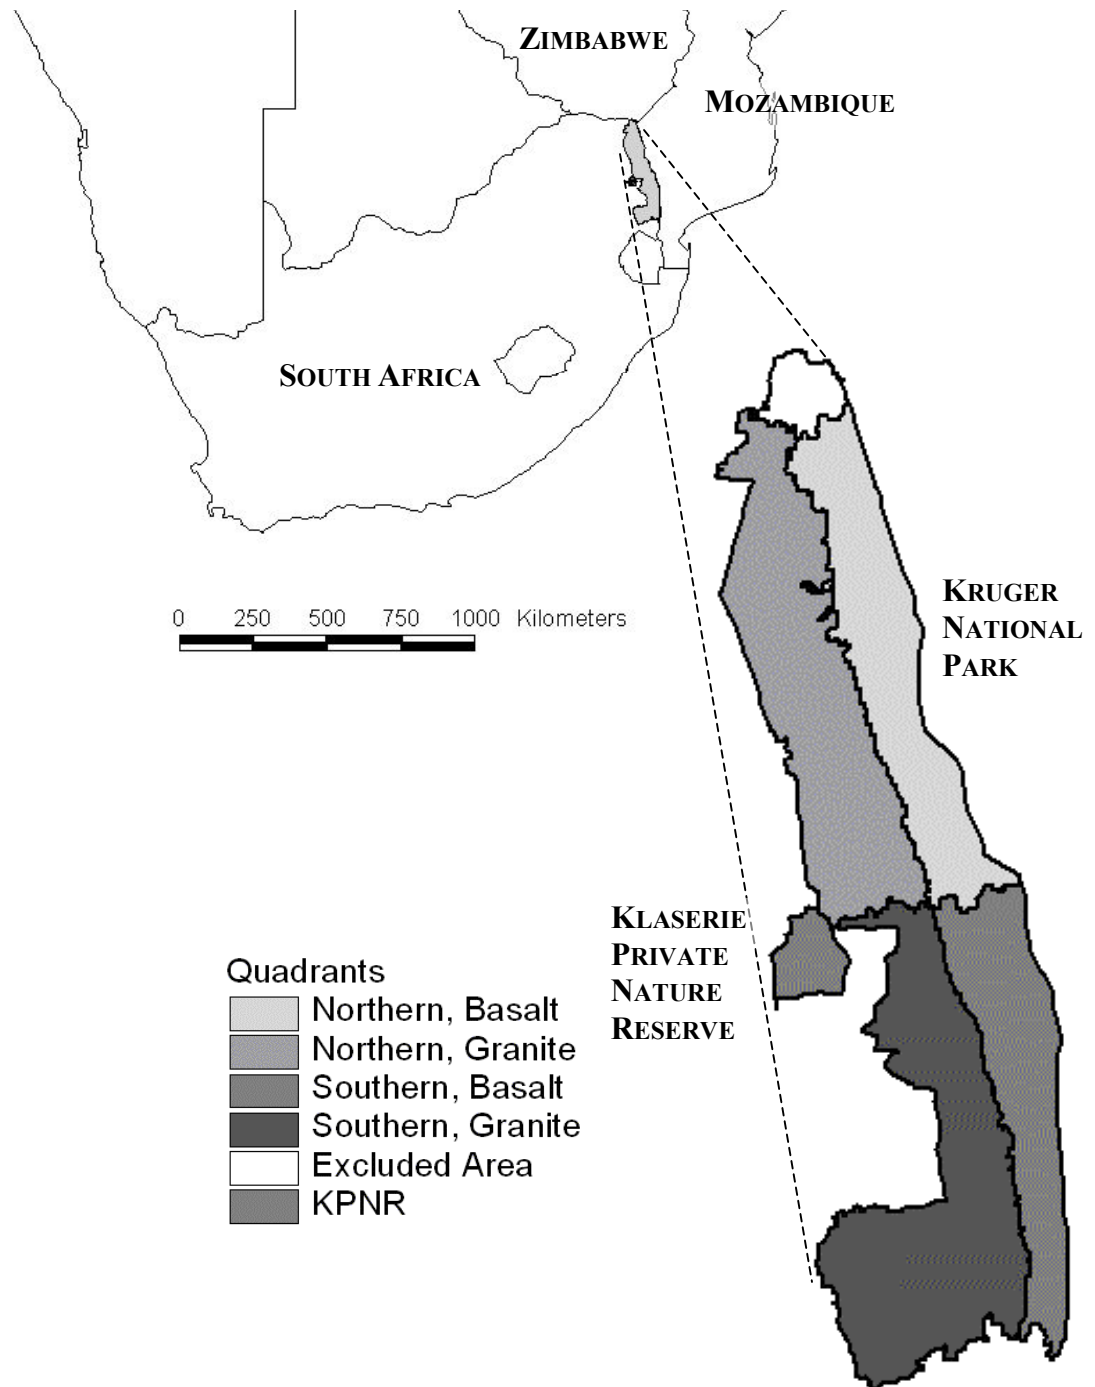 ZIMBABWE
MOZAMBIQUE
SOUTH AFRICA
0 250 500 750 1000 Kilometers
KRUGER
NATIONAL
PARK
KLASERIE
PRIVATE
NATURE
RESERVE
Quadrants
Northern, Basalt
Northern, Granite
Southern, Basalt
Southern, Granite
Excluded Area
KPNR